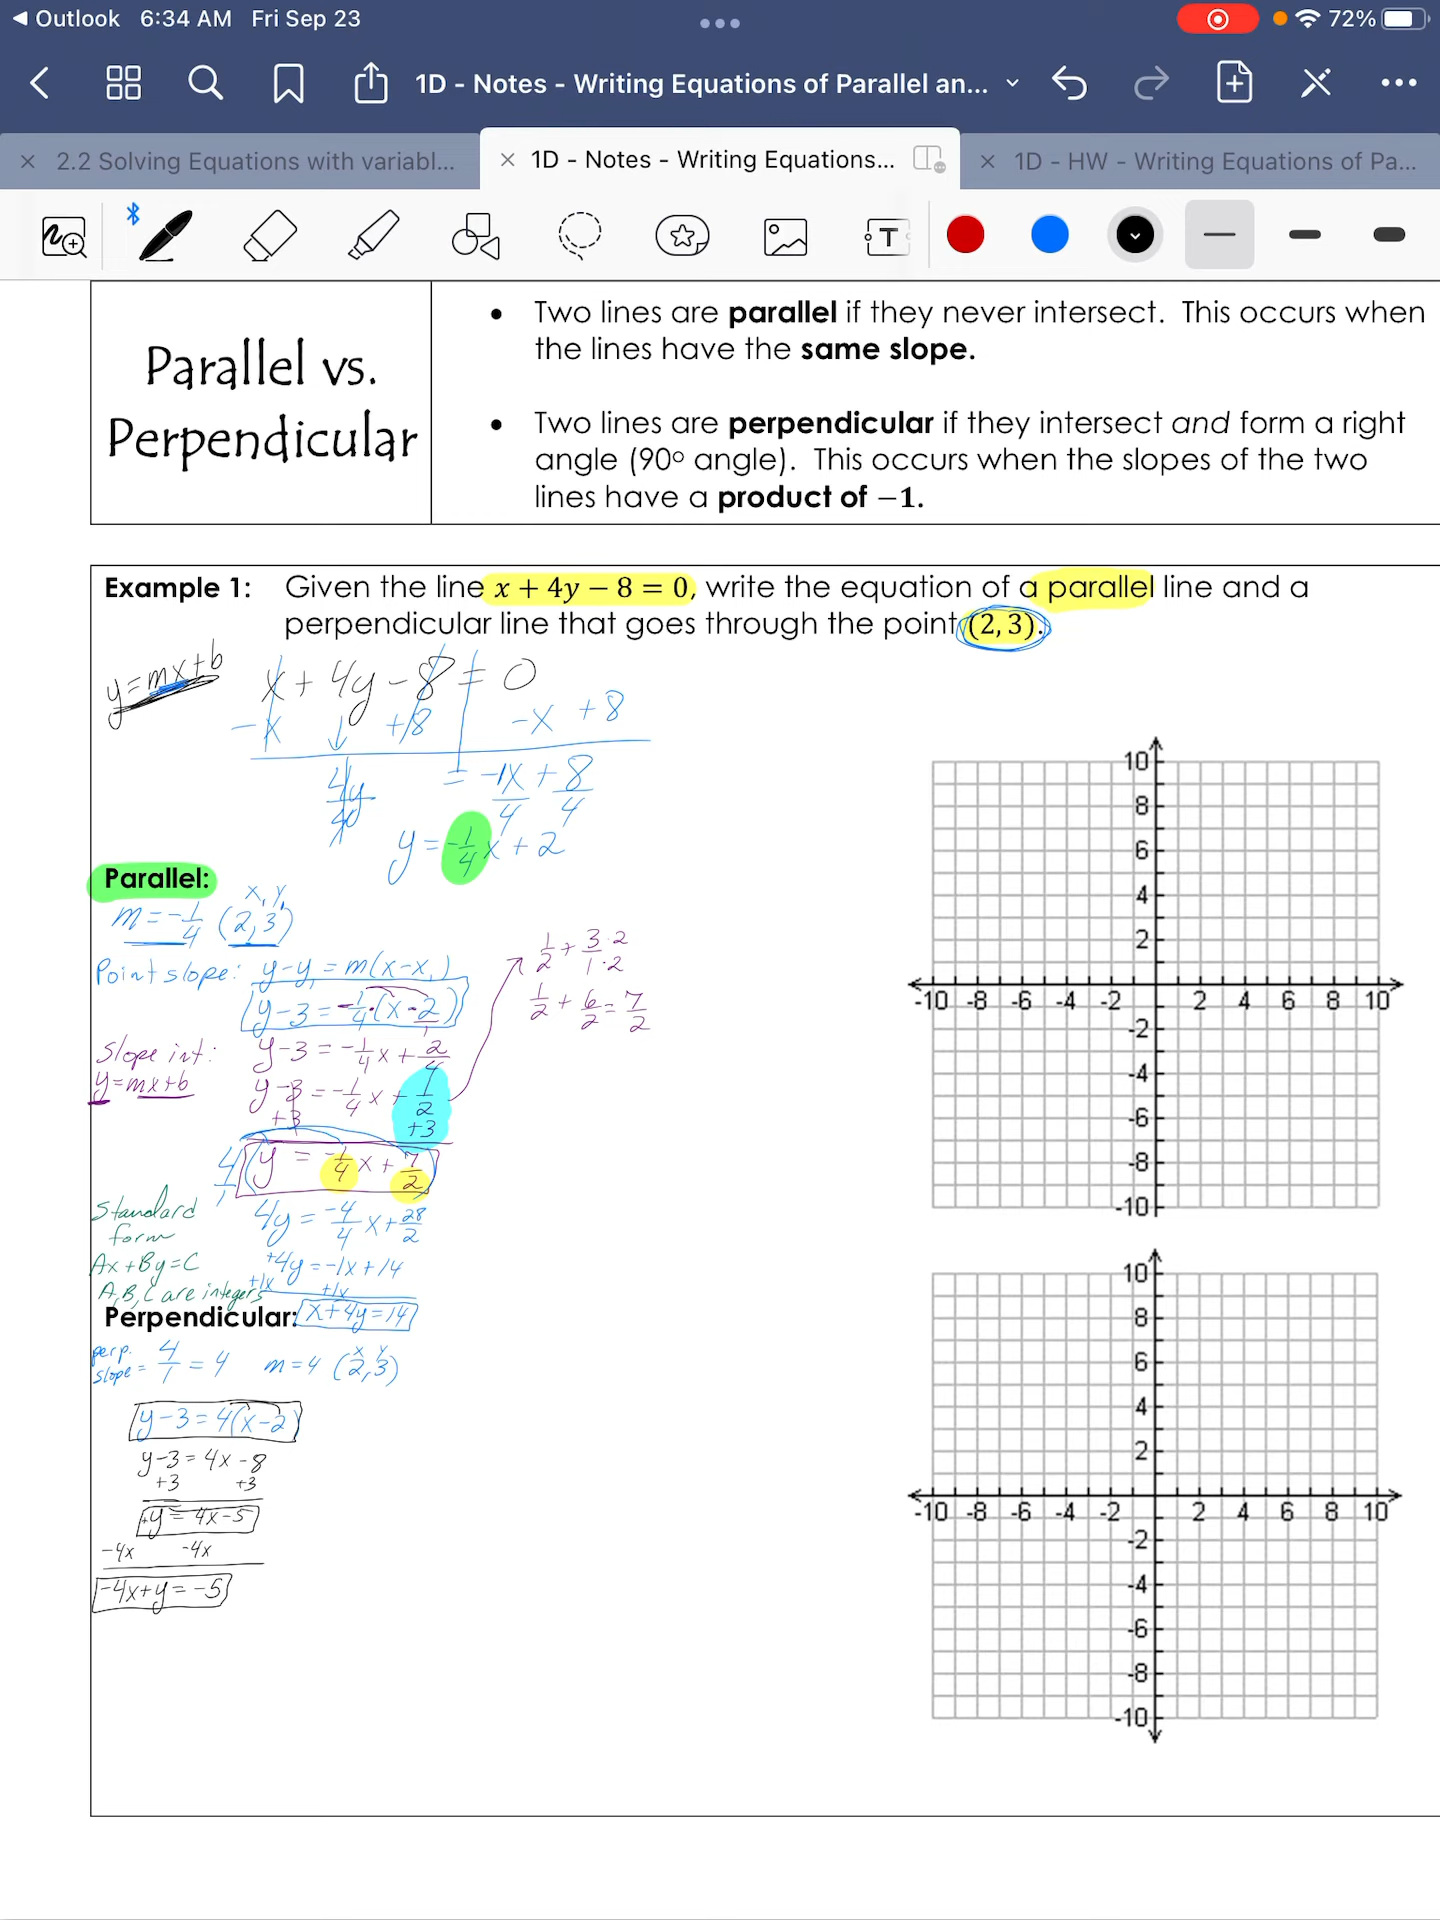 Outlook 6:34 AM Fri Sep 23 72%
1D - Notes - Writing Equations of Parallel an...
2.2 Solving Equations with variabl... 1D - Notes - Writing Equations... 1D - HW - Writing Equations of Pa...
T
Parallel vs.
Perpendicular
• Two lines are parallel if they never intersect. This occurs when
the lines have the same slope.
• Two lines are perpendicular if they intersect and form a right
angle (90° angle). This occurs when the slopes of the two
lines have a product of −1.
Example 1: Given the line x + 4y − 8 = 0, write the equation of a parallel line and a
perpendicular line that goes through the point (2, 3).
y=mx+b
x + 4y - 8 = 0
-x ↓ +8 -x +8
4y/4 = -1x/4 + 8/4
y = -1/4 x + 2
Parallel:
x, y
m = -1/4 (2,3)
Point slope: y-y₁ = m(x-x₁)
y-3 = -1/4(x-2)
1/2 + 3·2/1·2
1/2 + 6/2 = 7/2
Slope int: y-3 = -1/4 x + 2/4
y=mx+b y-3 = -1/4 x + 1/2
+3 +3
4/1 (y = -1/4 x + 7/2)
Standard form 4y = -4/4 x + 28/2
Ax+By=C +4y = -1x+14
A,B,C are integers +1x +1x
Perpendicular: x+4y=14
perp. slope = 4/1 = 4 m=4 (2,3)
x y
y-3=4(x-2)
y-3=4x-8
+3 +3
+y = 4x-5
-4x -4x
-4x+y=-5
10
8
6
4
2
-10 -8 -6 -4 -2 2 4 6 8 10
-2
-4
-6
-8
-10
10
8
6
4
2
-10 -8 -6 -4 -2 2 4 6 8 10
-2
-4
-6
-8
-10